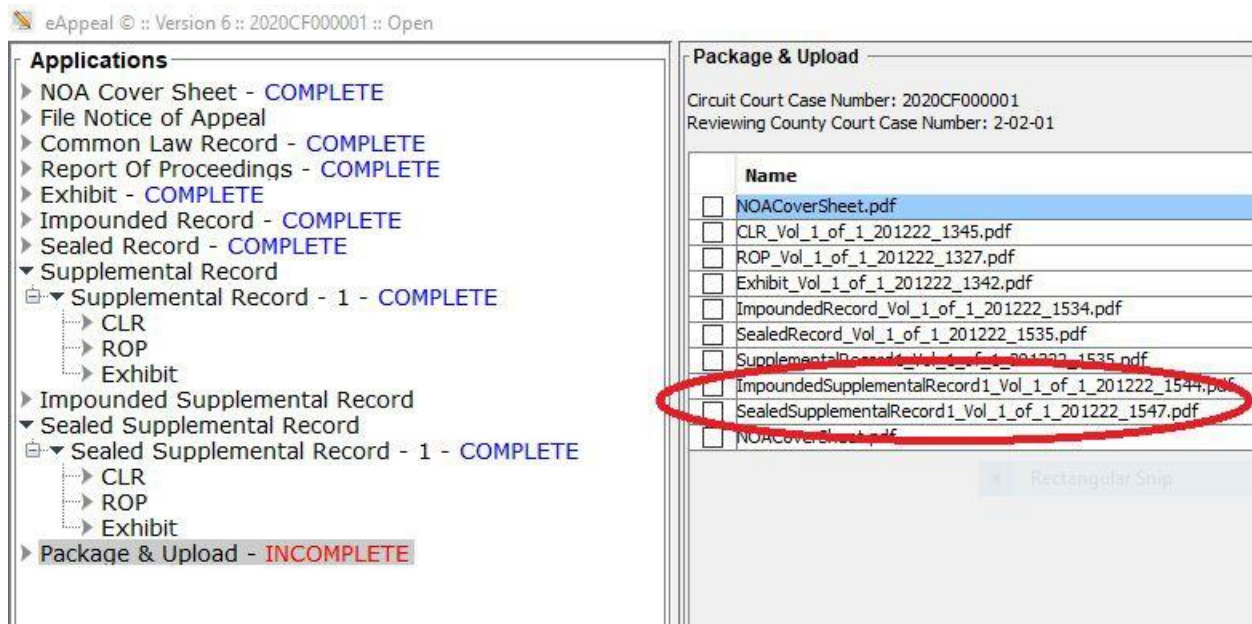 eAppeal © :: Version 6 :: 2020CF000001 :: Open
Applications
NOA Cover Sheet - COMPLETE
File Notice of Appeal
Common Law Record - COMPLETE
Report Of Proceedings - COMPLETE
Exhibit - COMPLETE
Impounded Record - COMPLETE
Sealed Record - COMPLETE
Supplemental Record
Supplemental Record - 1 - COMPLETE
CLR
ROP
Exhibit
Impounded Supplemental Record
Sealed Supplemental Record
Sealed Supplemental Record - 1 - COMPLETE
CLR
ROP
Exhibit
Package & Upload - INCOMPLETE
Package & Upload
Circuit Court Case Number: 2020CF000001
Reviewing County Court Case Number: 2-02-01
Name
NOACoverSheet.pdf
CLR_Vol_1_of_1_201222_1345.pdf
ROP_Vol_1_of_1_201222_1327.pdf
Exhibit_Vol_1_of_1_201222_1342.pdf
ImpoundedRecord_Vol_1_of_1_201222_1534.pdf
SealedRecord_Vol_1_of_1_201222_1535.pdf
SupplementalRecord1_Vol_1_of_1_201222_1535.pdf
ImpoundedSupplementalRecord1_Vol_1_of_1_201222_1544.pdf
SealedSupplementalRecord1_Vol_1_of_1_201222_1547.pdf
NOACoverSheet.pdf
Rectangular Snip